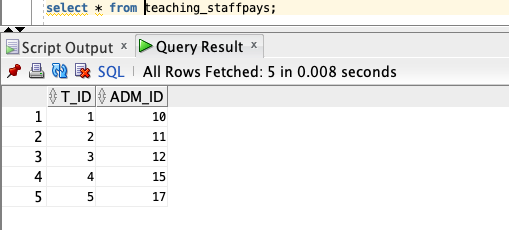 select * from teaching_staffpays;
Script Output x Query Result x
SQL | All Rows Fetched: 5 in 0.008 seconds
T_ID ADM_ID
1 1 10
2 2 11
3 3 12
4 4 15
5 5 17